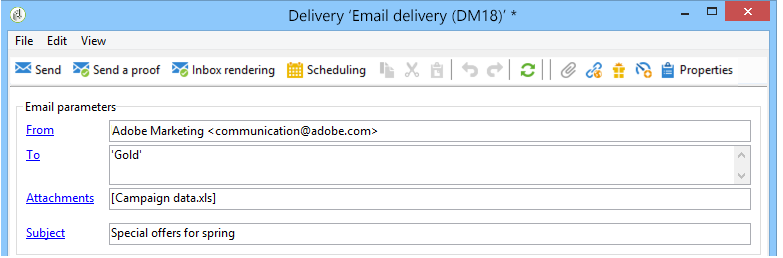 Delivery 'Email delivery (DM18)' *
File Edit View
Send Send a proof Inbox rendering Scheduling Properties
Email parameters
From Adobe Marketing <communication@adobe.com>
To 'Gold'
Attachments [Campaign data.xls]
Subject Special offers for spring